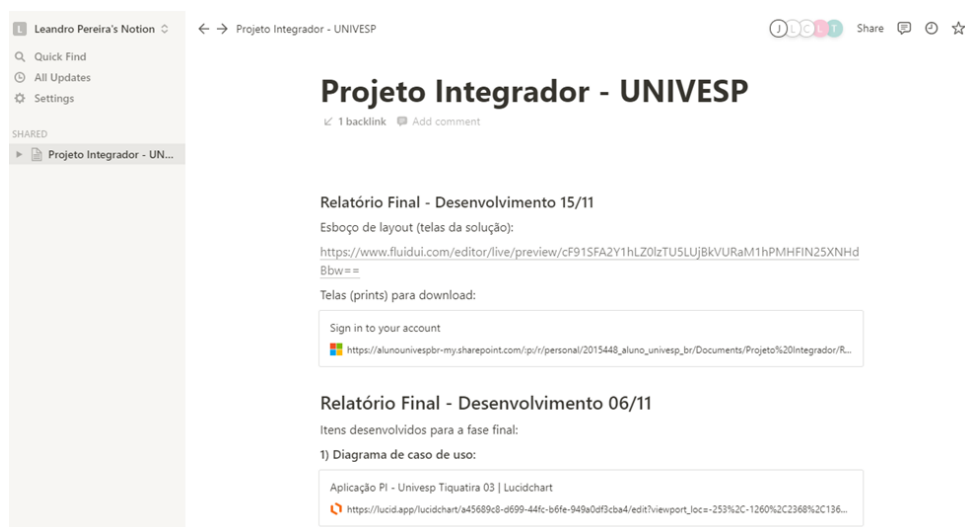 L Leandro Pereira's Notion
Projeto Integrador - UNIVESP
J L C L T Share
Quick Find
All Updates
Settings
SHARED
Projeto Integrador - UN...
Projeto Integrador - UNIVESP
1 backlink Add comment
Relatório Final - Desenvolvimento 15/11
Esboço de layout (telas da solução):
https://www.fluidui.com/editor/live/preview/cF91SFA2Y1hLZ0lzTU5LUjBkVURaM1hPMHFIN25XNHd
Bbw==
Telas (prints) para download:
Sign in to your account
https://alunounivespbr-my.sharepoint.com/:p:/r/personal/2015448_aluno_univesp_br/Documents/Projeto%20Integrador/R...
Relatório Final - Desenvolvimento 06/11
Itens desenvolvidos para a fase final:
1) Diagrama de caso de uso:
Aplicação PI - Univesp Tiquatira 03 | Lucidchart
https://lucid.app/lucidchart/a45689c8-d699-44fc-b6fe-949a0df3cba4/edit?viewport_loc=-253%2C-1260%2C2368%2C136...